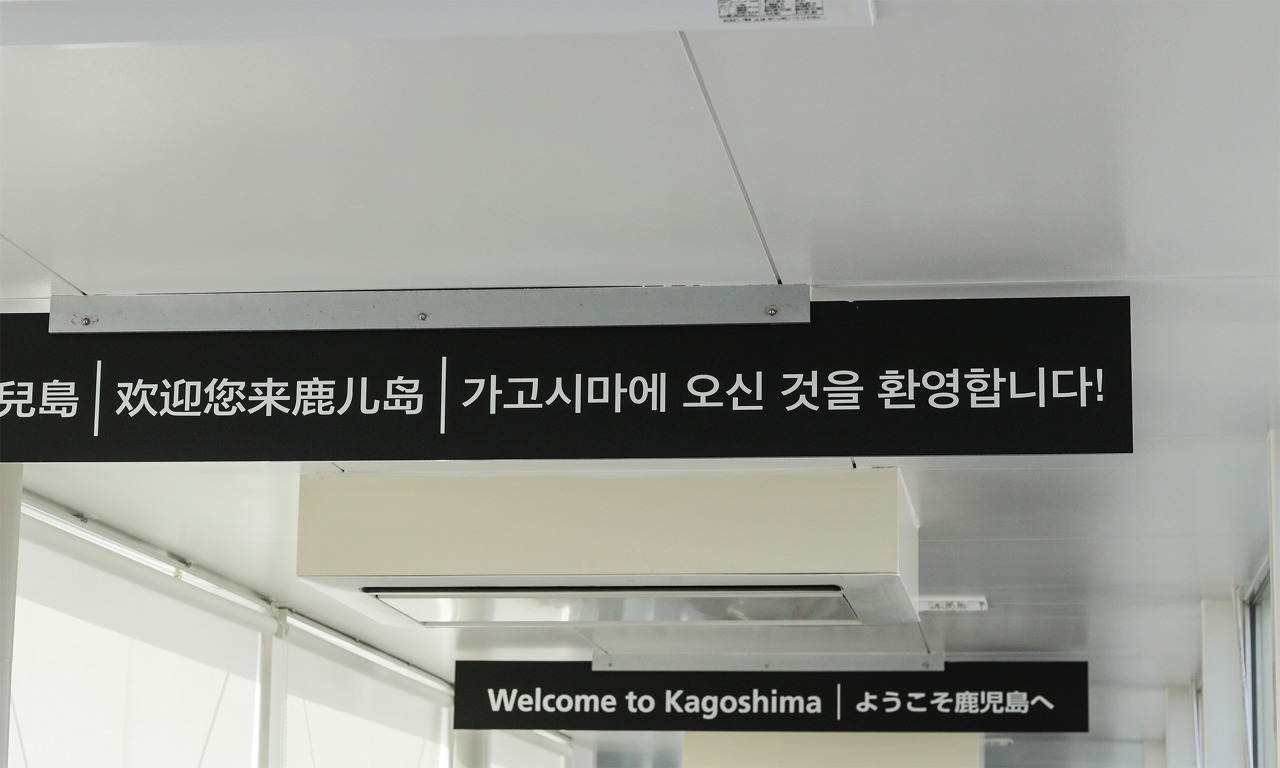 兒島 | 欢迎您来鹿儿岛 | 가고시마에 오신 것을 환영합니다!
Welcome to Kagoshima | ようこそ鹿児島へ